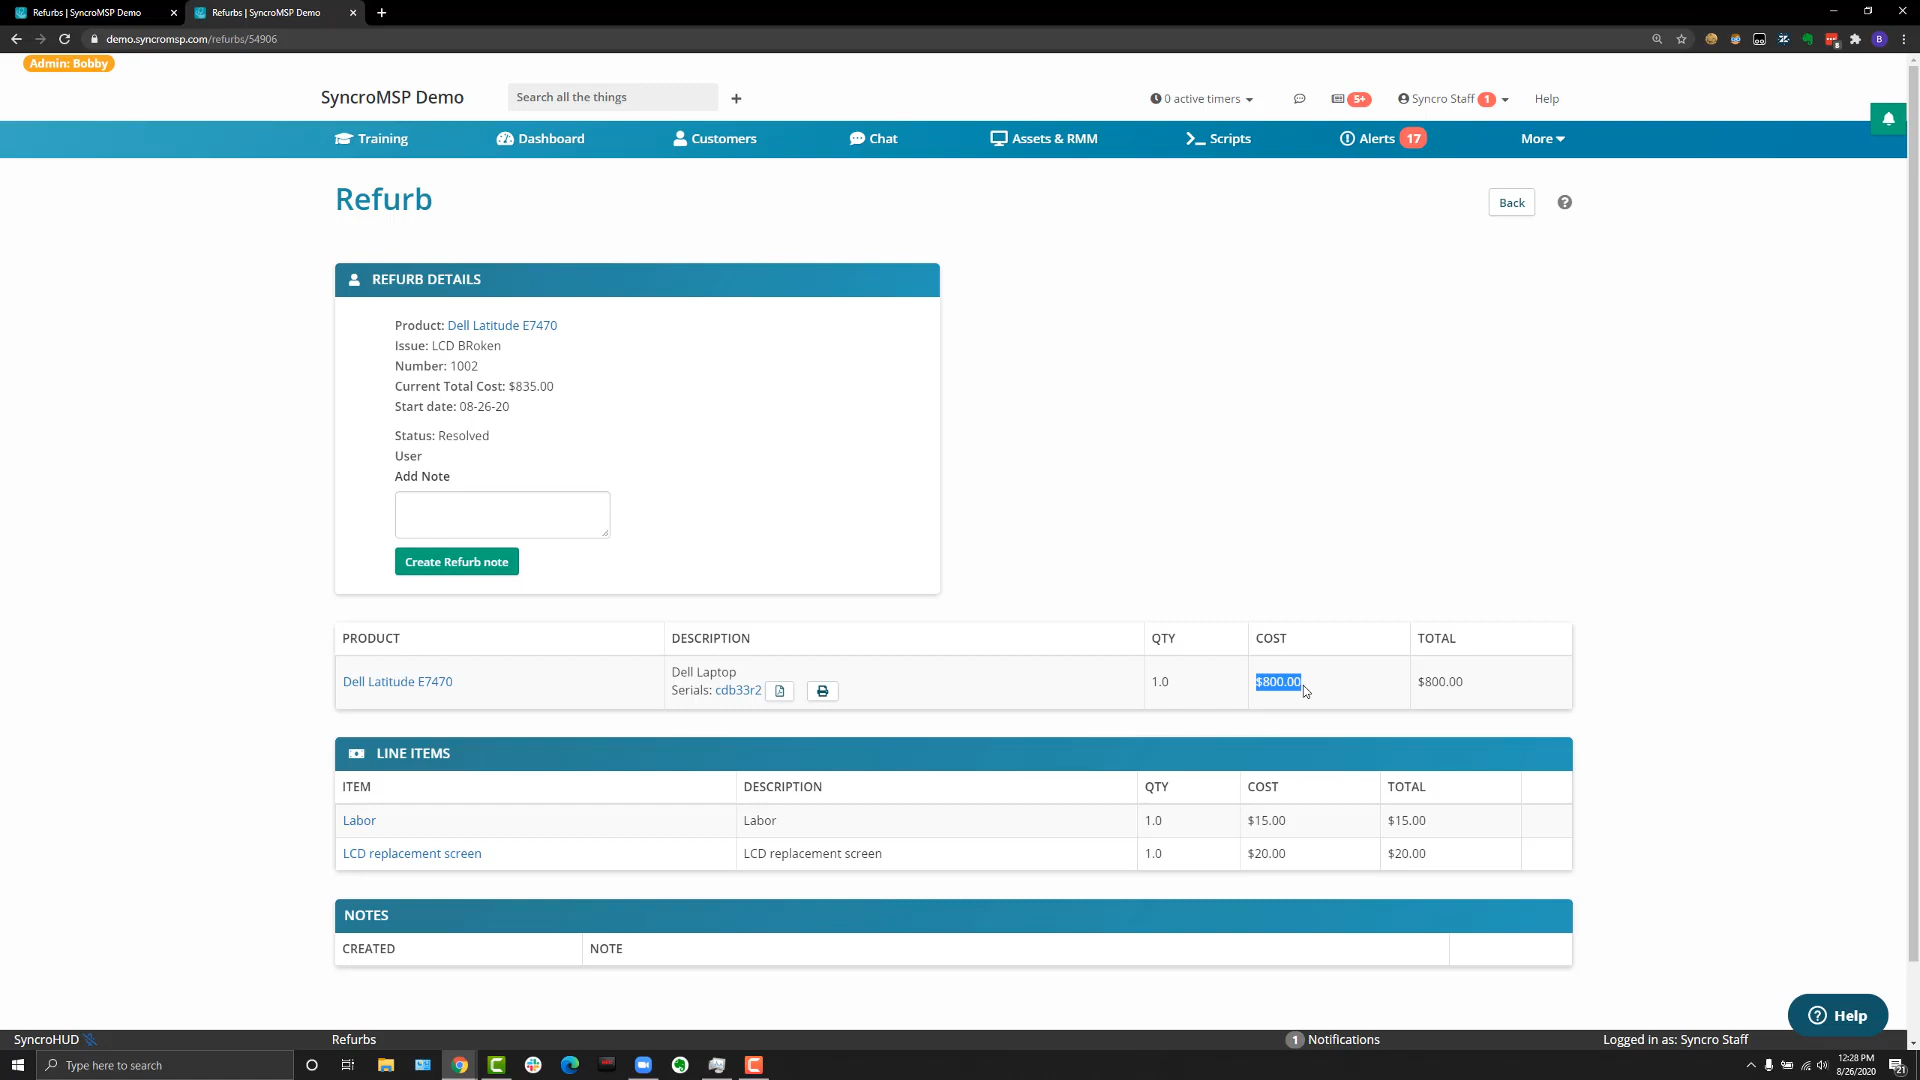 Refurbs | SyncroMSP Demo
Refurbs | SyncroMSP Demo
demo.syncromsp.com/refurbs/54906
B
Admin: Bobby
SyncroMSP Demo
Search all the things
0 active timers
5+
Syncro Staff 1
Help
Training
Dashboard
Customers
Chat
Assets & RMM
Scripts
Alerts 17
More
Refurb
Back
REFURB DETAILS
Product: Dell Latitude E7470
Issue: LCD BRoken
Number: 1002
Current Total Cost: $835.00
Start date: 08-26-20
Status: Resolved
User
Add Note
Create Refurb note
PRODUCT DESCRIPTION QTY COST TOTAL
Dell Latitude E7470
Dell Laptop
Serials: cdb33r2
1.0 $800.00 $800.00
LINE ITEMS
ITEM DESCRIPTION QTY COST TOTAL
Labor Labor 1.0 $15.00 $15.00
LCD replacement screen LCD replacement screen 1.0 $20.00 $20.00
NOTES
CREATED NOTE
Help
SyncroHUD
Refurbs
1 Notifications
Logged in as: Syncro Staff
Type here to search
12:28 PM
8/26/2020
21